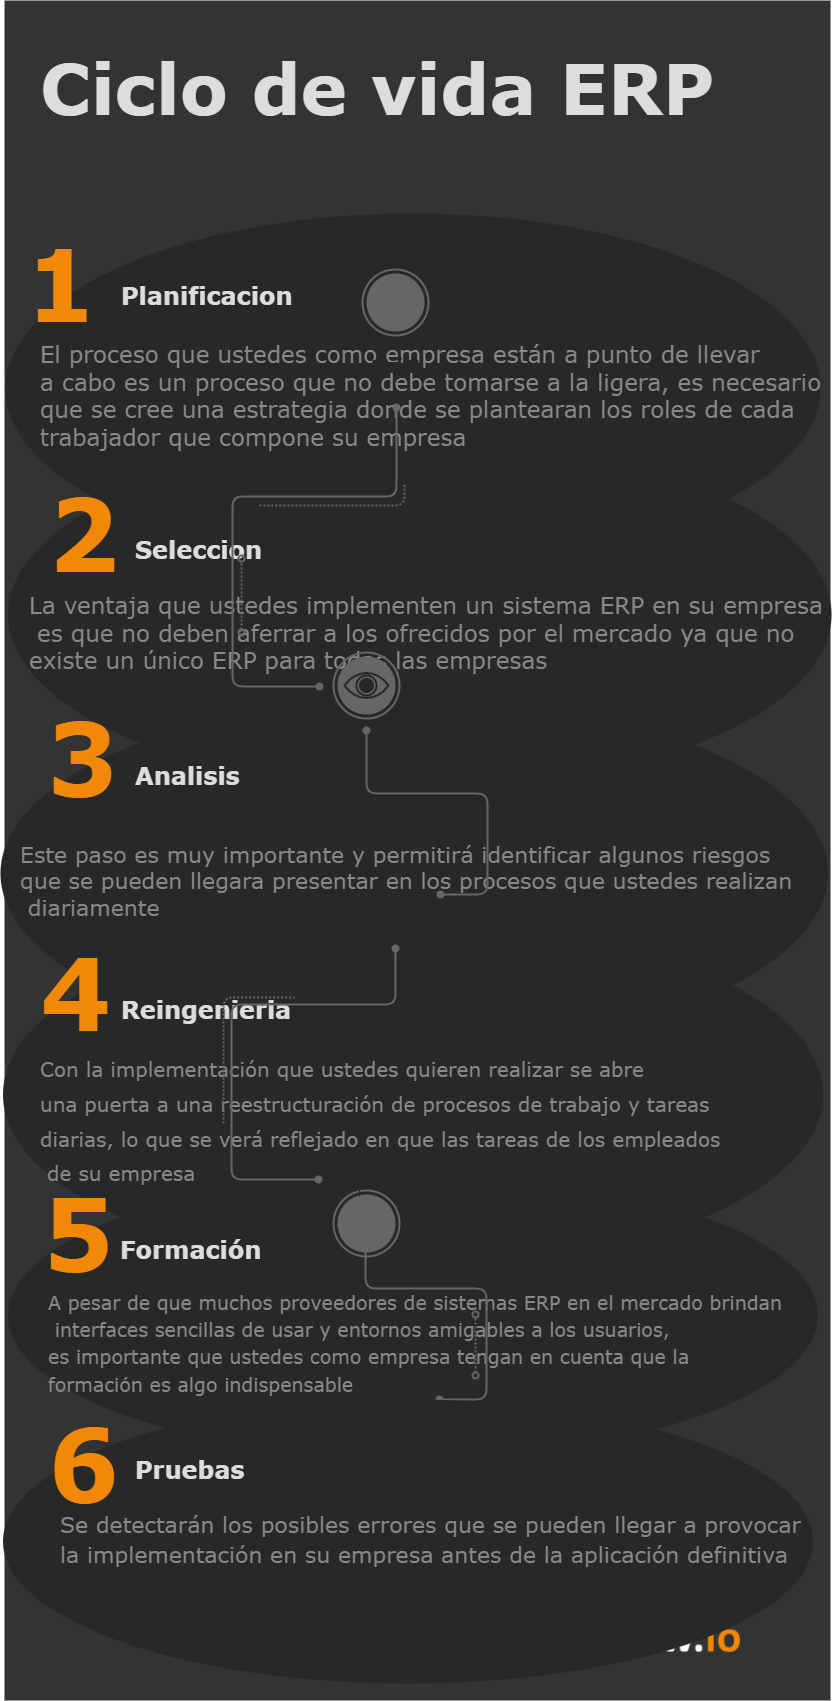 Ciclo de vida ERP
1
Planificacion
El proceso que ustedes como empresa están a punto de llevar
a cabo es un proceso que no debe tomarse a la ligera, es necesario
que se cree una estrategia donde se plantearan los roles de cada
trabajador que compone su empresa
2
Seleccion
La ventaja que ustedes implementen un sistema ERP en su empresa
es que no deben aferrar a los ofrecidos por el mercado ya que no
existe un único ERP para todas las empresas
3
Analisis
Este paso es muy importante y permitirá identificar algunos riesgos
que se pueden llegara presentar en los procesos que ustedes realizan
diariamente
4
Reingenieria
Con la implementación que ustedes quieren realizar se abre
una puerta a una reestructuración de procesos de trabajo y tareas
diarias, lo que se verá reflejado en que las tareas de los empleados
de su empresa
5
Formación
A pesar de que muchos proveedores de sistemas ERP en el mercado brindan
interfaces sencillas de usar y entornos amigables a los usuarios,
es importante que ustedes como empresa tengan en cuenta que la
formación es algo indispensable
6
Pruebas
Se detectarán los posibles errores que se pueden llegar a provocar
la implementación en su empresa antes de la aplicación definitiva
.io